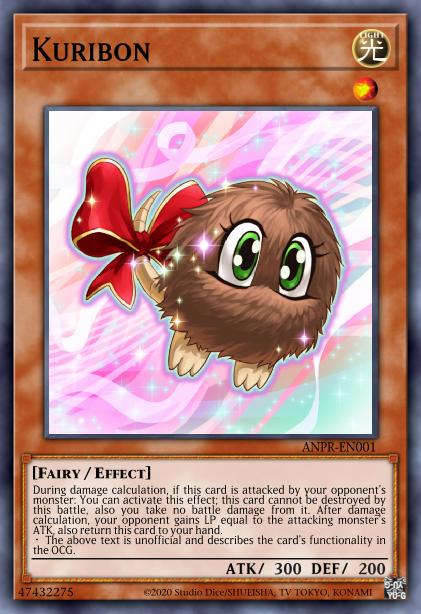 KURIBON
LIGHT
光
ANPR-EN001
[FAIRY / EFFECT]
During damage calculation, if this card is attacked by your opponent's
monster: You can activate this effect; this card cannot be destroyed by
this battle, also you take no battle damage from it. After damage
calculation, your opponent gains LP equal to the attacking monster's
ATK, also return this card to your hand.
· The above text is unofficial and describes the card's functionality in
the OCG.
ATK/ 300 DEF/ 200
47432275 ©2020 Studio Dice/SHUEISHA, TV TOKYO, KONAMI